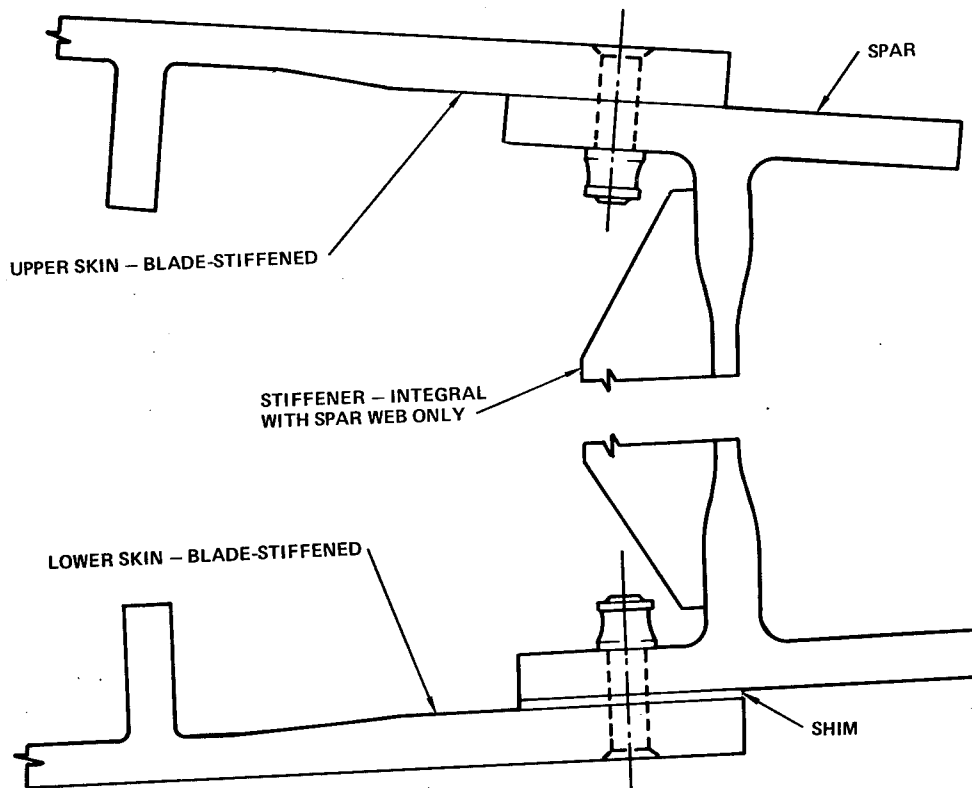 SPAR
UPPER SKIN – BLADE-STIFFENED
STIFFENER – INTEGRAL
WITH SPAR WEB ONLY
LOWER SKIN – BLADE-STIFFENED
SHIM